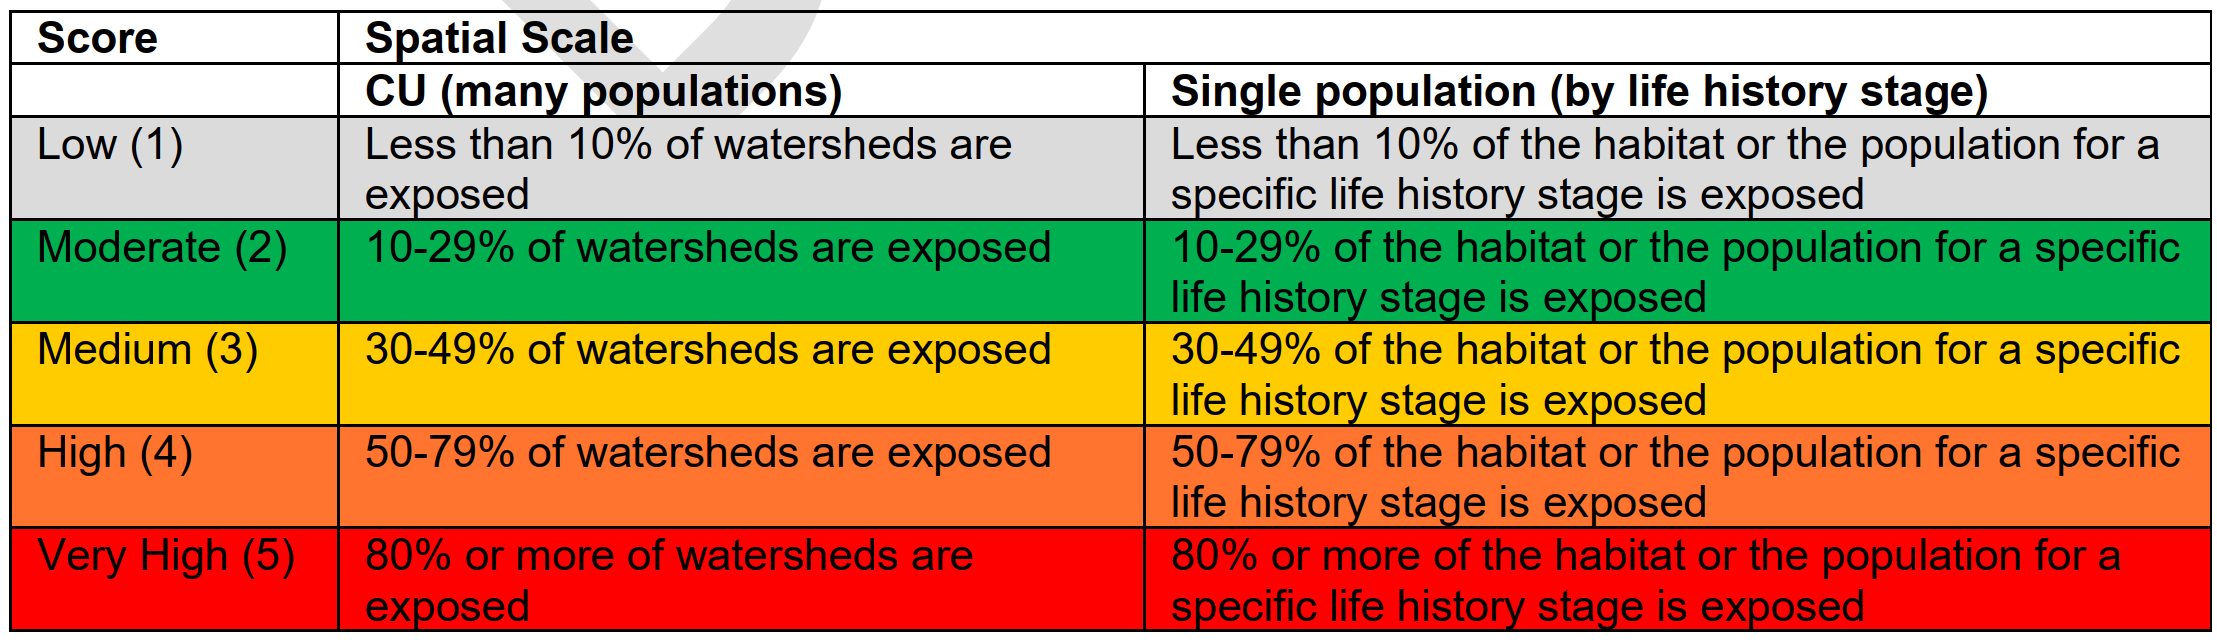 Score
Spatial Scale
CU (many populations)
Single population (by life history stage)
Low (1)
Less than 10% of watersheds are
exposed
Less than 10% of the habitat or the population for a
specific life history stage is exposed
Moderate (2)
10-29% of watersheds are exposed
10-29% of the habitat or the population for a specific
life history stage is exposed
Medium (3)
30-49% of watersheds are exposed
30-49% of the habitat or the population for a specific
life history stage is exposed
High (4)
50-79% of watersheds are exposed
50-79% of the habitat or the population for a specific
life history stage is exposed
Very High (5)
80% or more of watersheds are
exposed
80% or more of the habitat or the population for a
specific life history stage is exposed